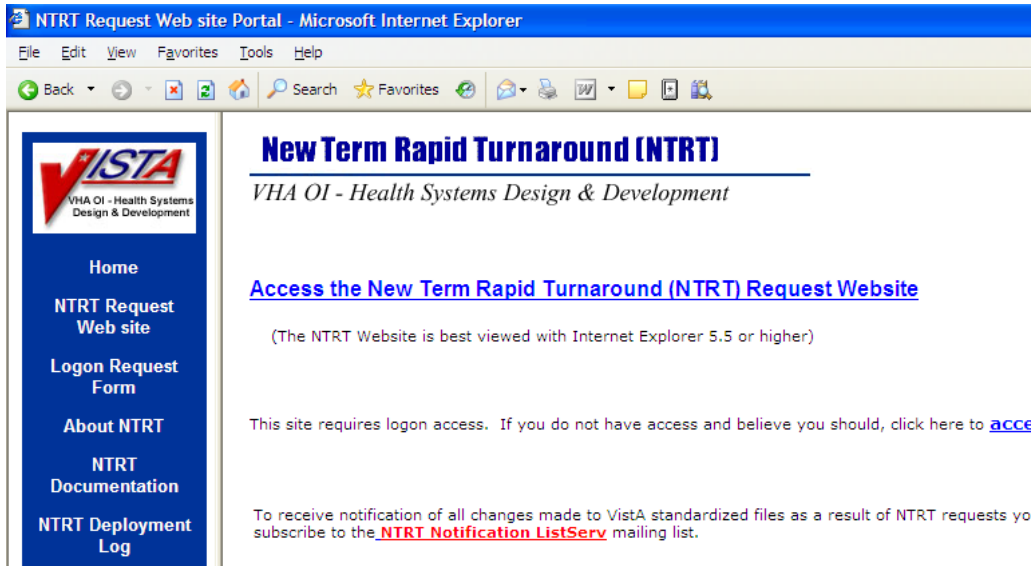 NTRT Request Web site Portal - Microsoft Internet Explorer
File Edit View Favorites Tools Help
Back Search Favorites
VISTA
VHA OI - Health Systems
Design & Development
Home
NTRT Request
Web site
Logon Request
Form
About NTRT
NTRT
Documentation
NTRT Deployment
Log
New Term Rapid Turnaround (NTRT)
VHA OI - Health Systems Design & Development
Access the New Term Rapid Turnaround (NTRT) Request Website
(The NTRT Website is best viewed with Internet Explorer 5.5 or higher)
This site requires logon access. If you do not have access and believe you should, click here to acce
To receive notification of all changes made to VistA standardized files as a result of NTRT requests yo
subscribe to the NTRT Notification ListServ mailing list.